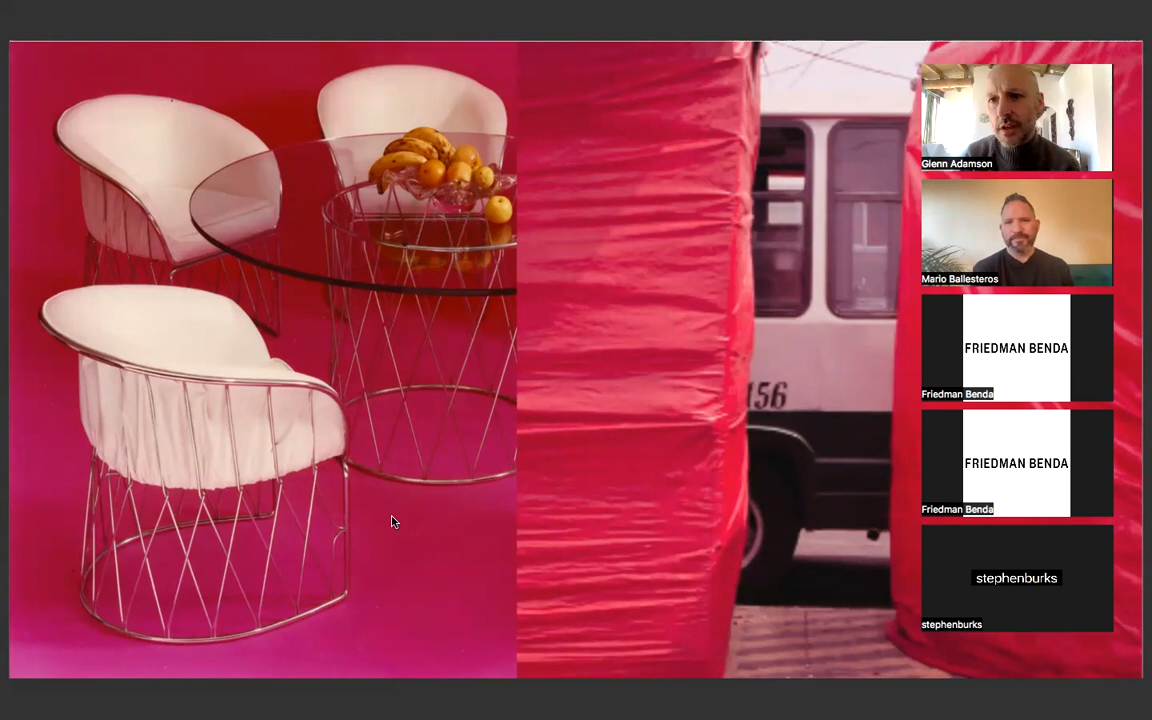 Glenn Adamson
Mario Ballesteros
FRIEDMAN BENDA
Friedman Benda
FRIEDMAN BENDA
Friedman Benda
stephenburks
stephenburks
156